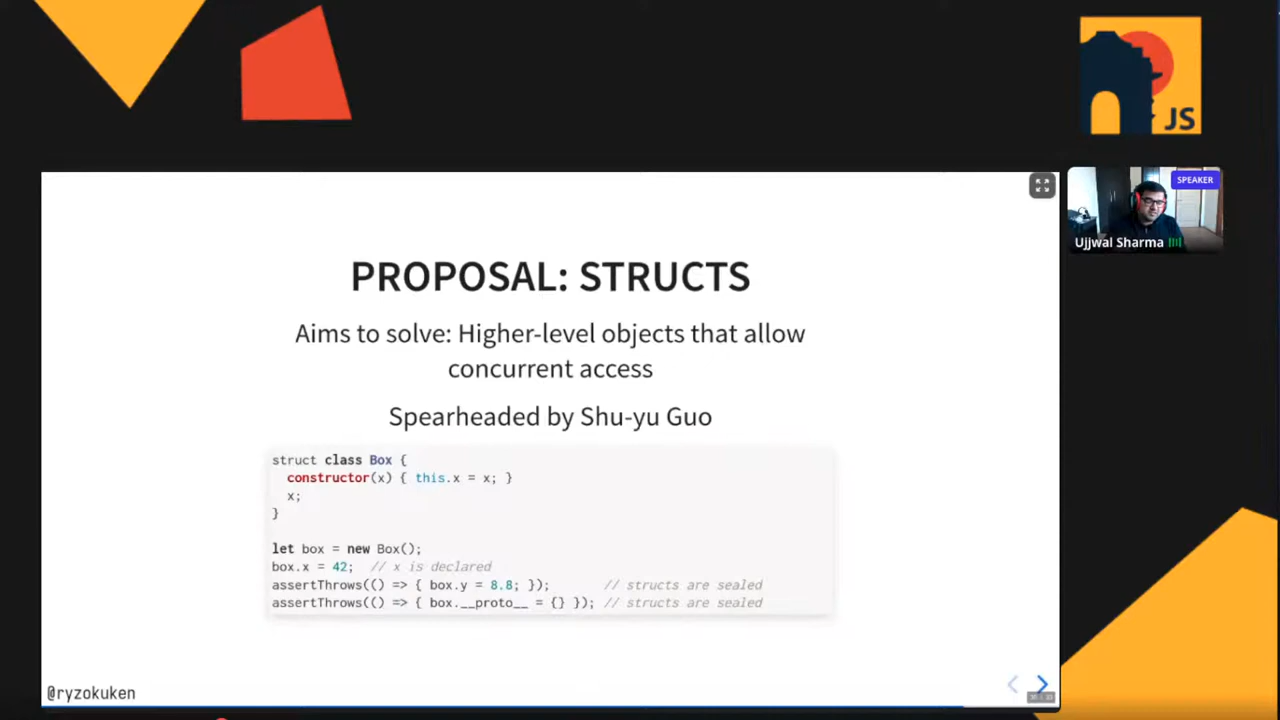 JS
SPEAKER
Ujjwal Sharma
PROPOSAL: STRUCTS
Aims to solve: Higher-level objects that allow
concurrent access
Spearheaded by Shu-yu Guo
struct class Box {
  constructor(x) { this.x = x; }
  x;
}
let box = new Box();
box.x = 42;  // x is declared
assertThrows(() => { box.y = 8.8; });       // structs are sealed
assertThrows(() => { box.__proto__ = {} }); // structs are sealed
@ryzokuken